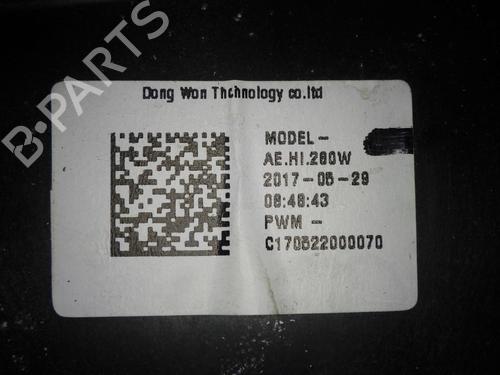 B-PARTS
Dong Won Thchnology co.ltd
MODEL-
AE.HI.280W
2017-05-29
08:48:43
PWM -
C170522000070